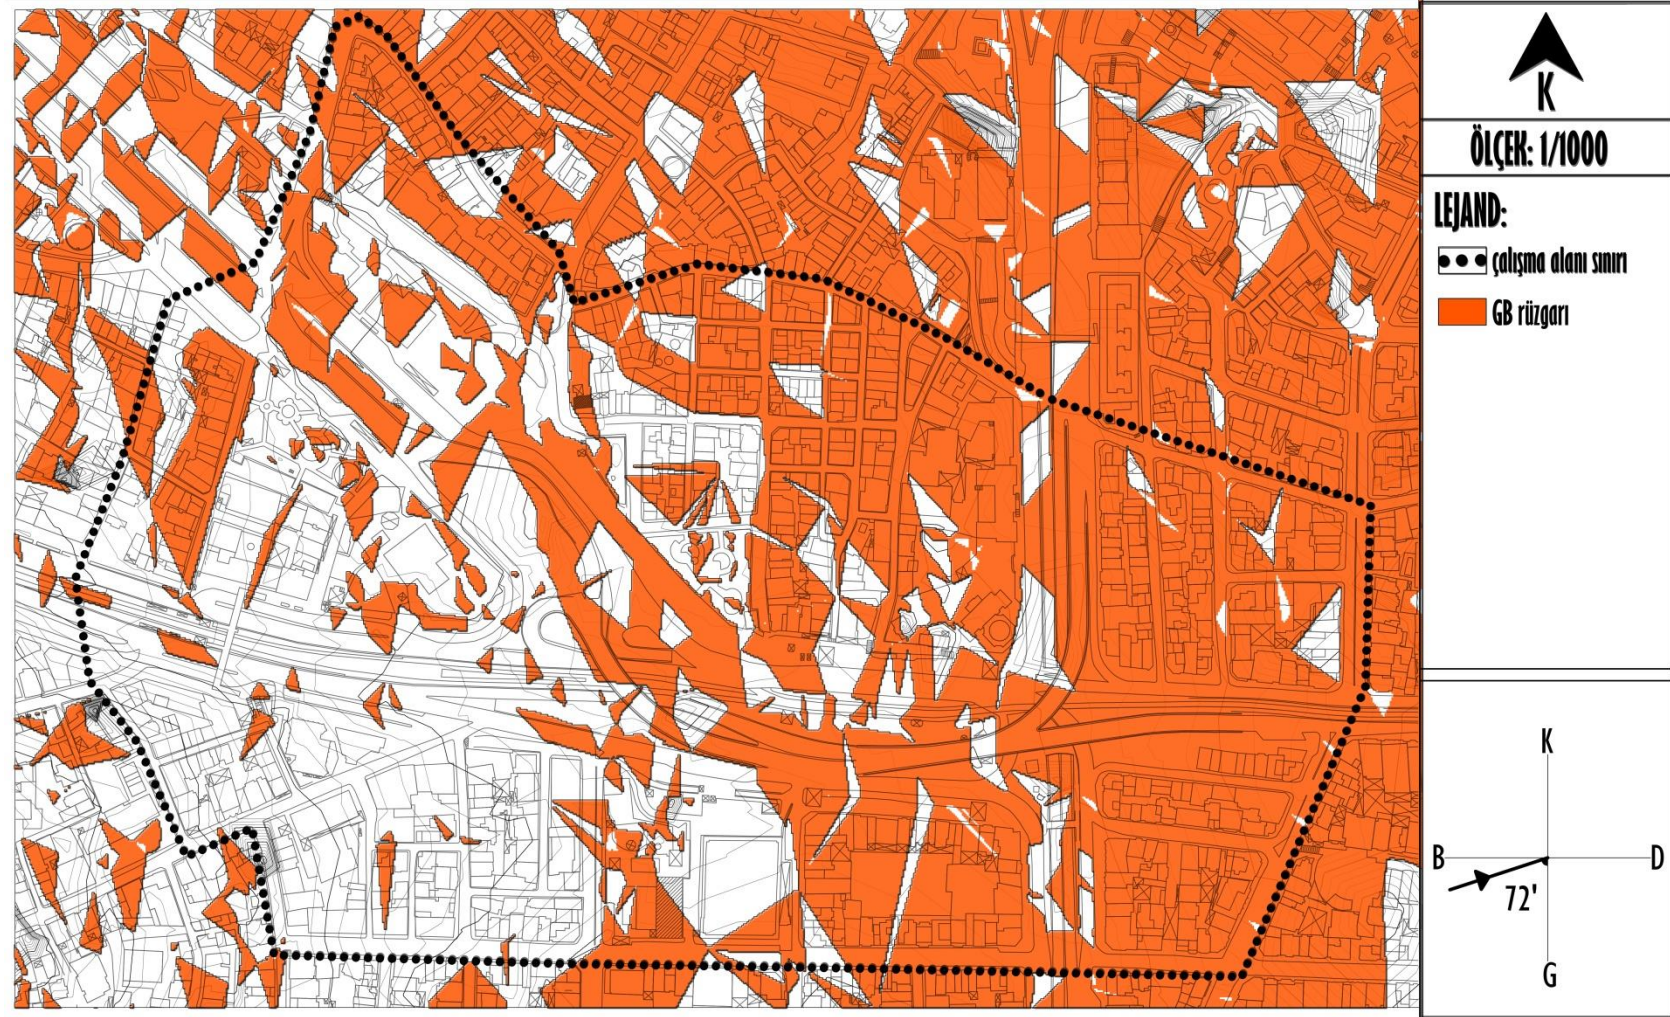 K
ÖLÇEK: 1/1000
LEJAND:
çalışma alanı sınırı
GB rüzgarı
K
B
D
72'
G